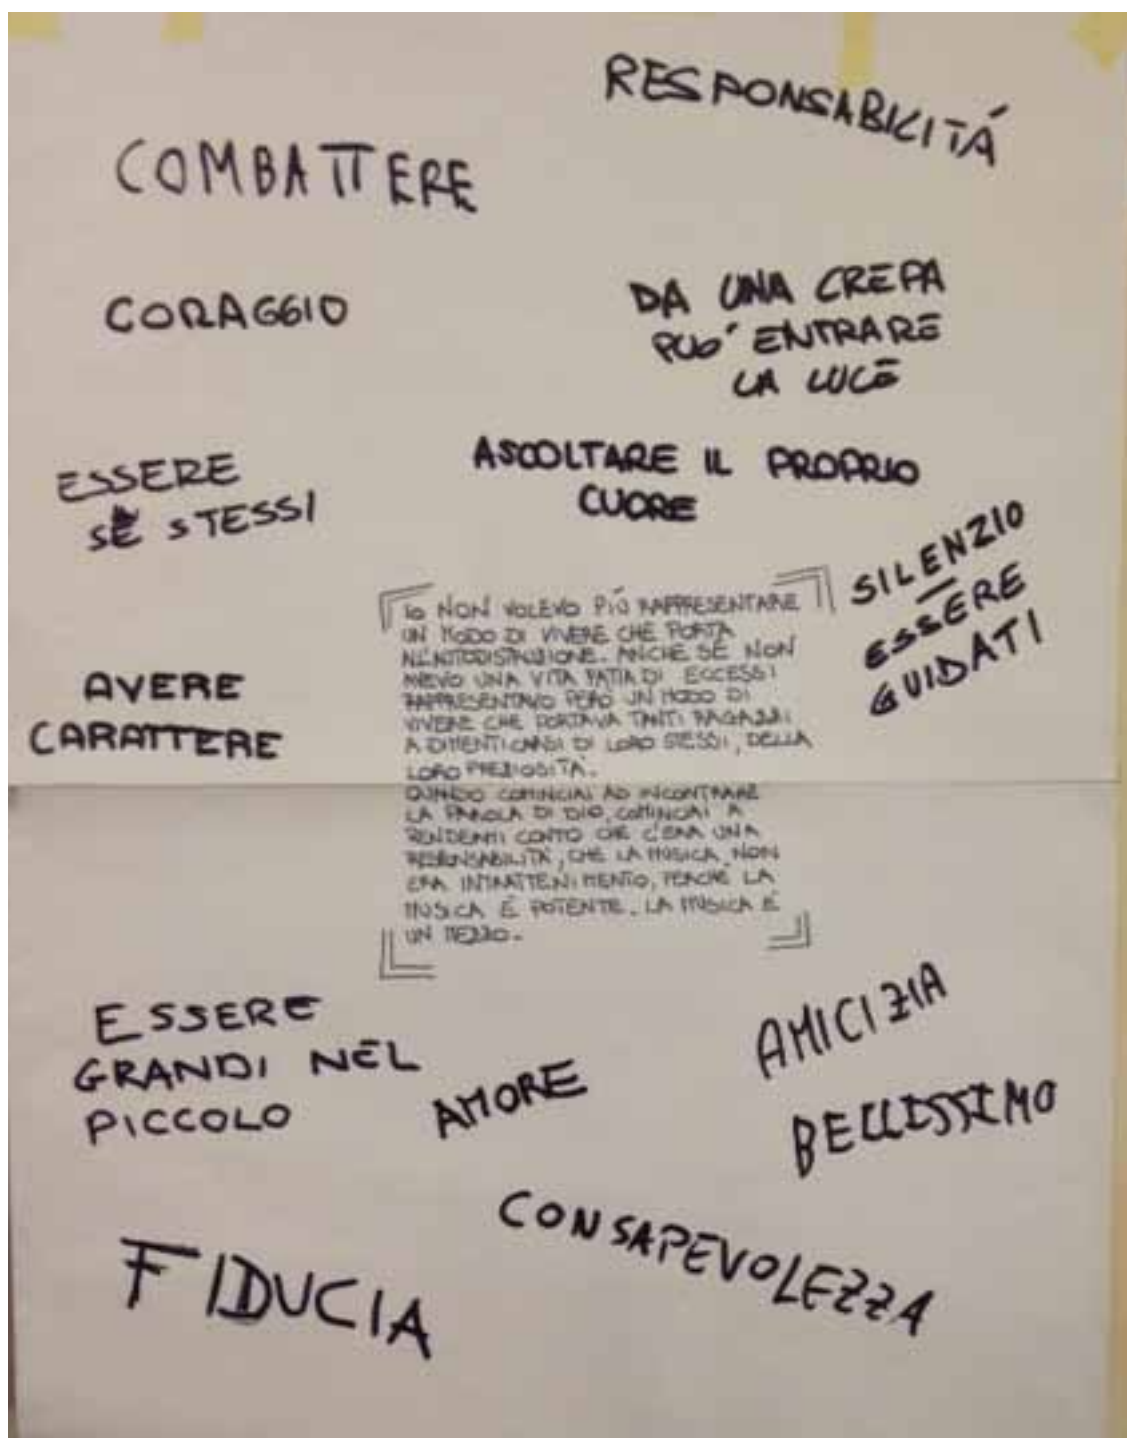 RESPONSABILITÁ
COMBATTERE
CORAGGIO
DA UNA CREPA
PUO' ENTRARE
LA LUCE
ESSERE
SÈ STESSI
ASCOLTARE IL PROPRIO
CUORE
SILENZIO
ESSERE
GUIDATI
IO NON VOLEVO PIÚ RAPPRESENTARE
UN MODO DI VIVERE CHE PORTA
ALL'AUTODISTRUZIONE. ANCHE SE NON
AVEVO UNA VITA FATTA DI ECCESSI
RAPPRESENTAVO PERÓ UN MODO DI
VIVERE CHE PORTAVA TANTI RAGAZZI
A DIMENTICARSI DI LORO STESSI, DELLA
LORO PREZIOSITÀ.
QUANDO COMINCIAI AD INCONTRARE
LA PAROLA DI DIO, COMINCIAI A
RENDERMI CONTO CHE C'ERA UNA
RESPONSABILITÀ, CHE LA MUSICA NON
ERA INTRATTENIMENTO, PERCHÉ LA
MUSICA É POTENTE. LA MUSICA É
UN MEZZO.
AVERE
CARATTERE
ESSERE
GRANDI NEL
PICCOLO
AMORE
AMICIZIA
BELLISSIMO
CONSAPEVOLEZZA
FIDUCIA